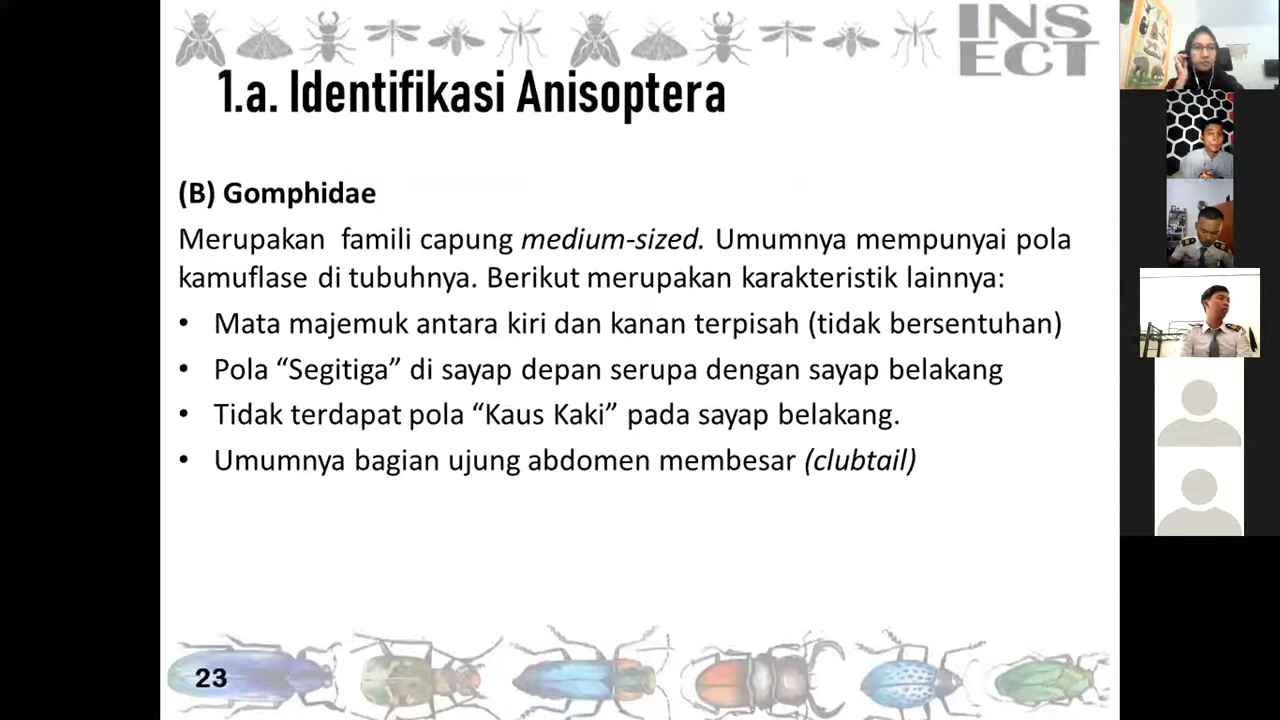 INS
ECT
1.a. Identifikasi Anisoptera
(B) Gomphidae
Merupakan famili capung medium-sized. Umumnya mempunyai pola
kamuflase di tubuhnya. Berikut merupakan karakteristik lainnya:
• Mata majemuk antara kiri dan kanan terpisah (tidak bersentuhan)
• Pola “Segitiga” di sayap depan serupa dengan sayap belakang
• Tidak terdapat pola “Kaus Kaki” pada sayap belakang.
• Umumnya bagian ujung abdomen membesar (clubtail)
23